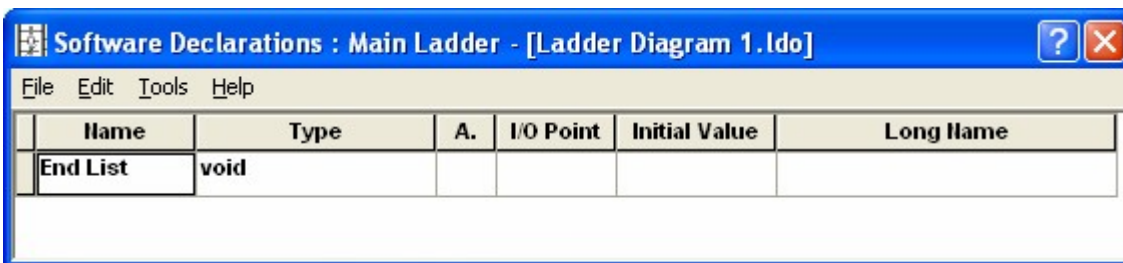 Software Declarations : Main Ladder - [Ladder Diagram 1.ldo]
File Edit Tools Help
Name Type A. I/O Point Initial Value Long Name
End List void